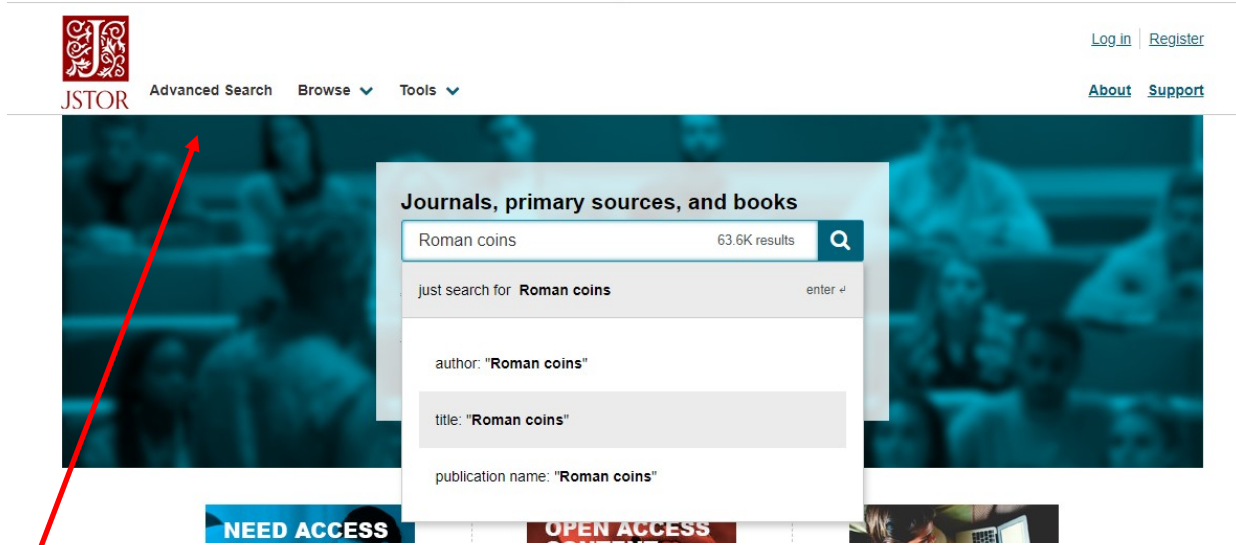 Log in Register
JSTOR
Advanced Search Browse Tools
About Support
Journals, primary sources, and books
Roman coins 63.6K results
just search for Roman coins enter ↵
author: "Roman coins"
title: "Roman coins"
publication name: "Roman coins"
NEED ACCESS
OPEN ACCESS
CONTENT